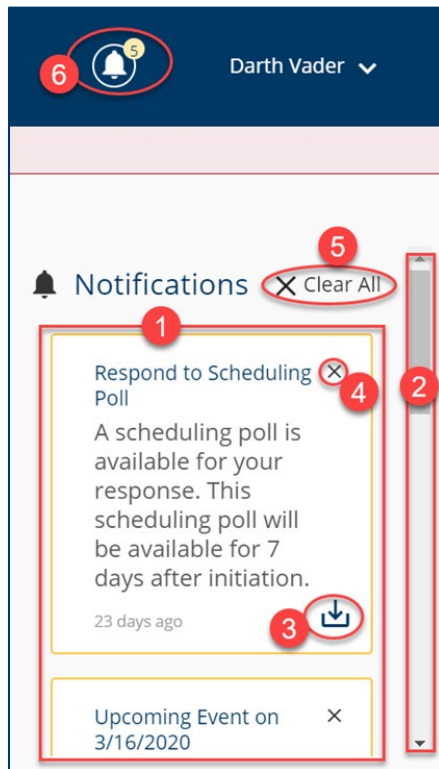 5
6
Darth Vader
5
Notifications
Clear All
1
Respond to Scheduling
Poll
4
2
A scheduling poll is
available for your
response. This
scheduling poll will
be available for 7
days after initiation.
23 days ago
3
Upcoming Event on
3/16/2020